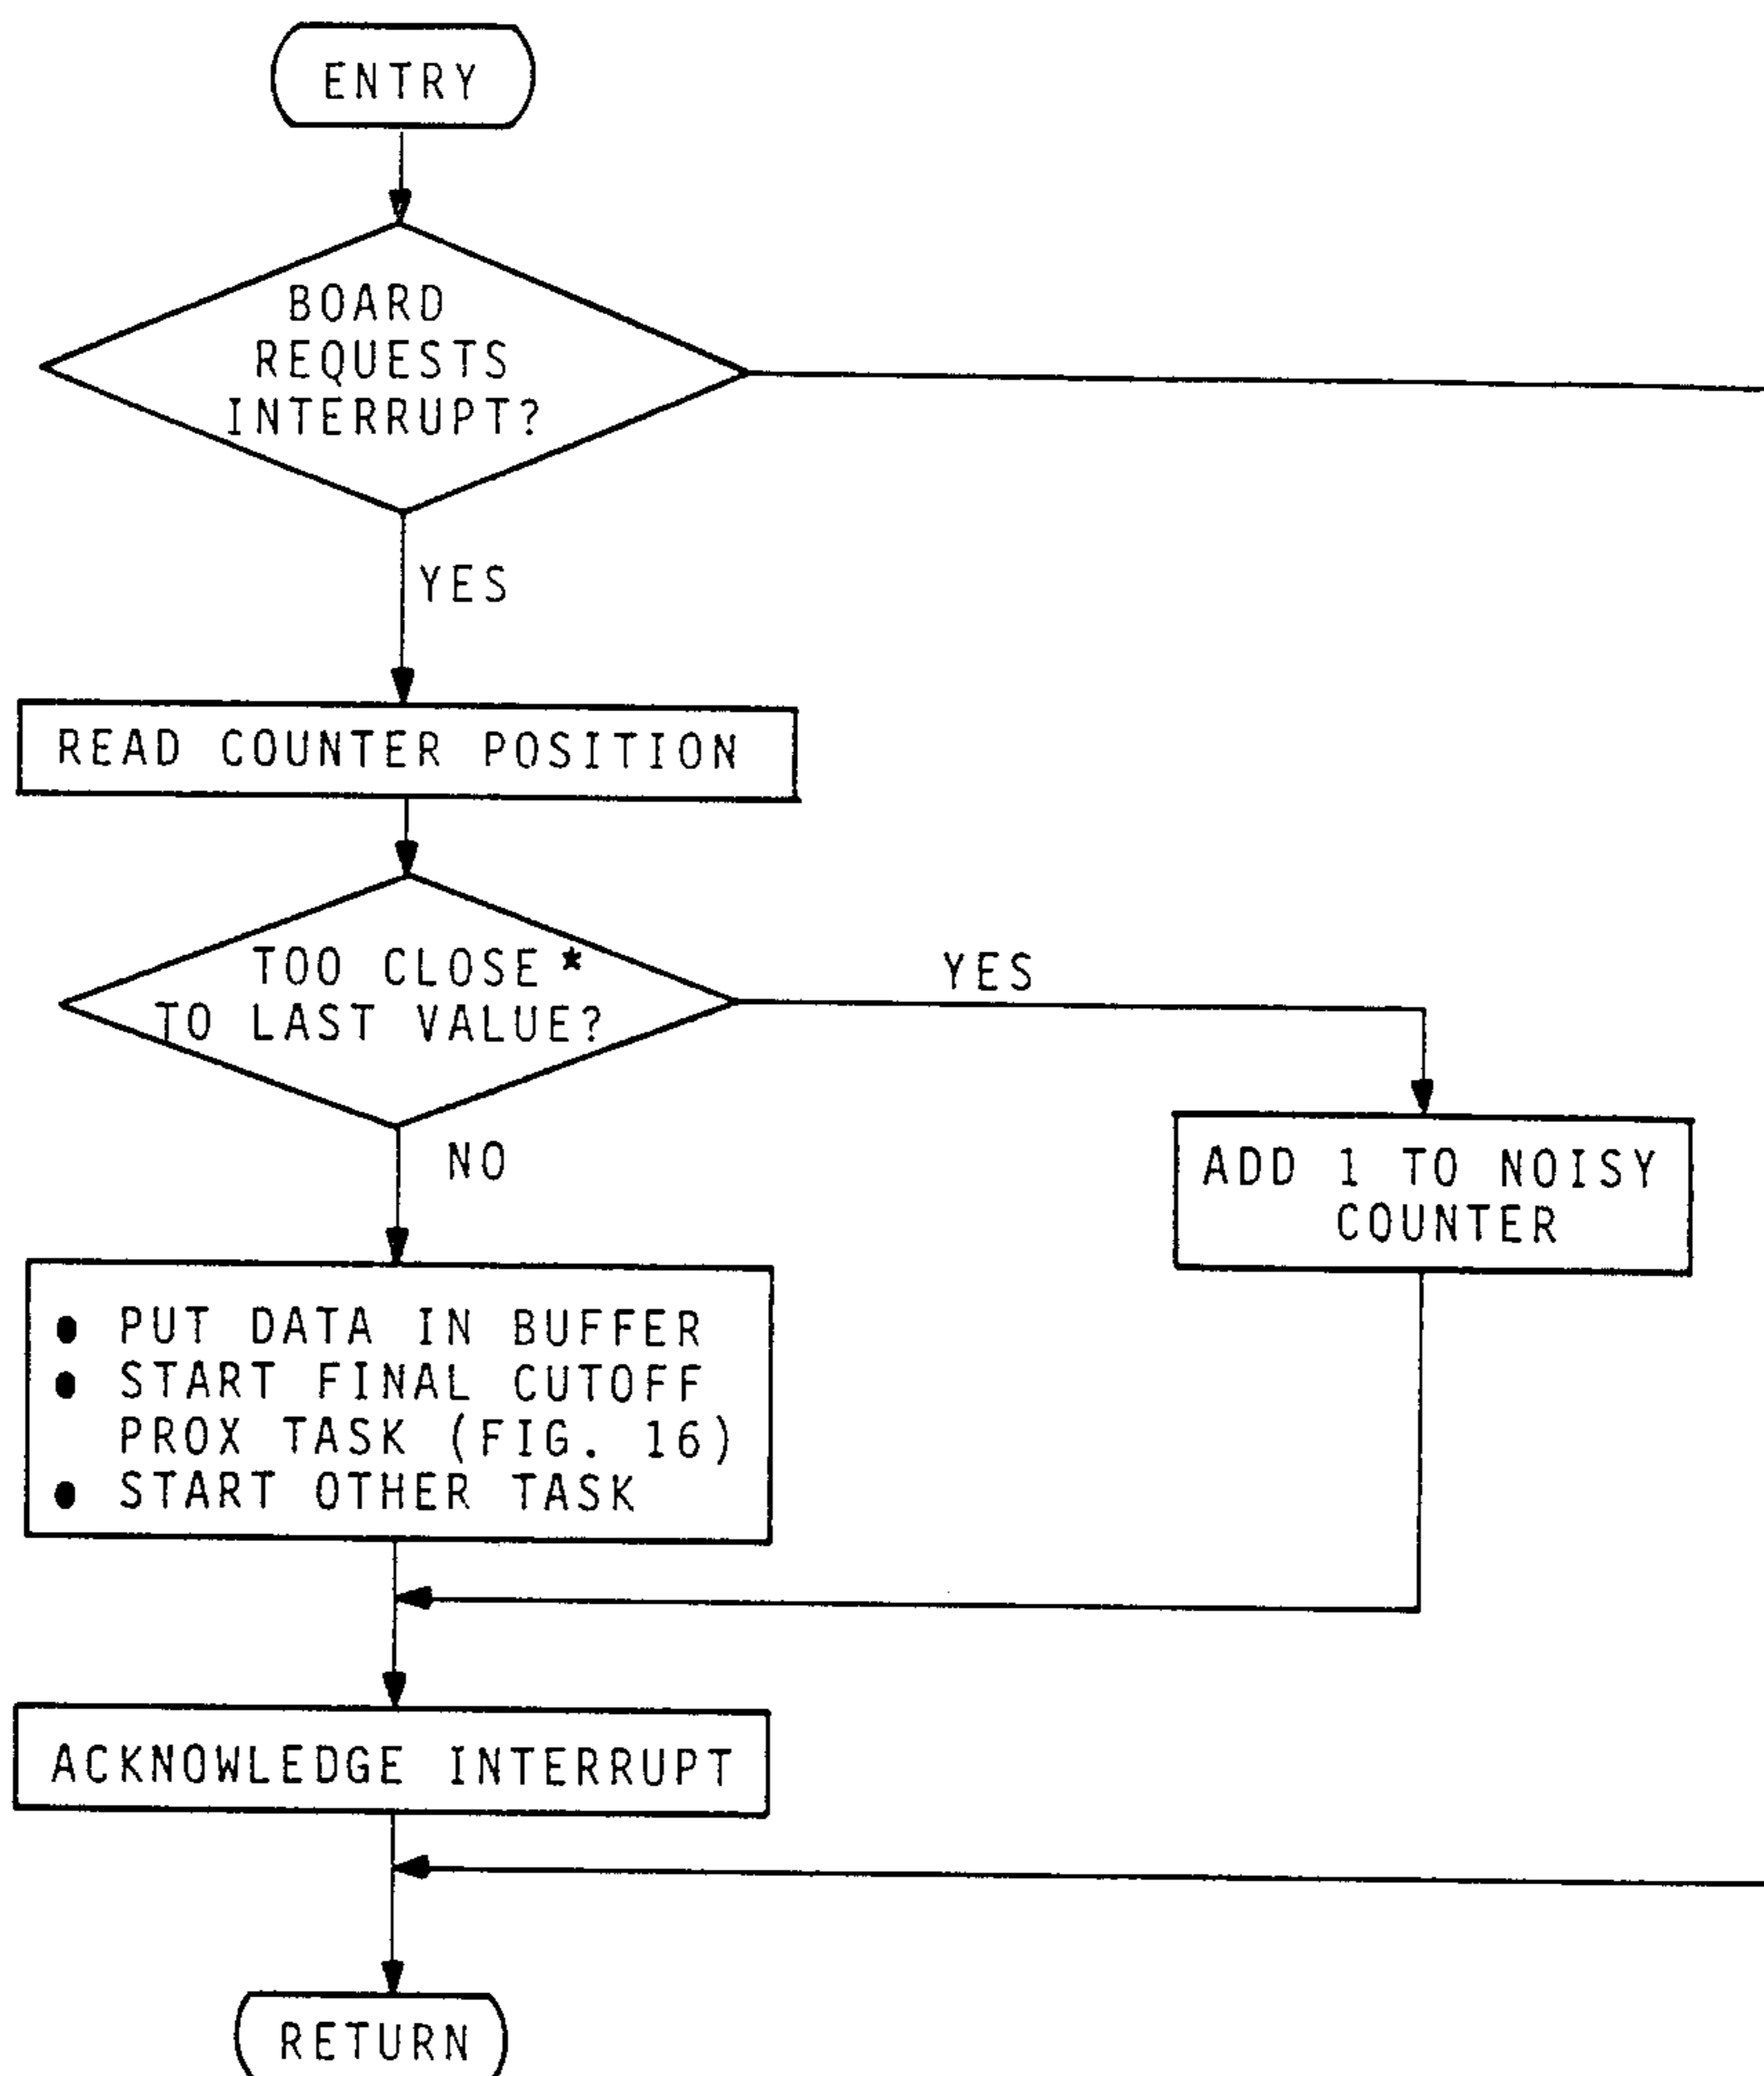 ENTRY
BOARD
REQUESTS
INTERRUPT?
YES
READ COUNTER POSITION
TOO CLOSE *
TO LAST VALUE?
YES
NO
ADD 1 TO NOISY
COUNTER
● PUT DATA IN BUFFER
● START FINAL CUTOFF
PROX TASK (FIG. 16)
● START OTHER TASK
ACKNOWLEDGE INTERRUPT
RETURN